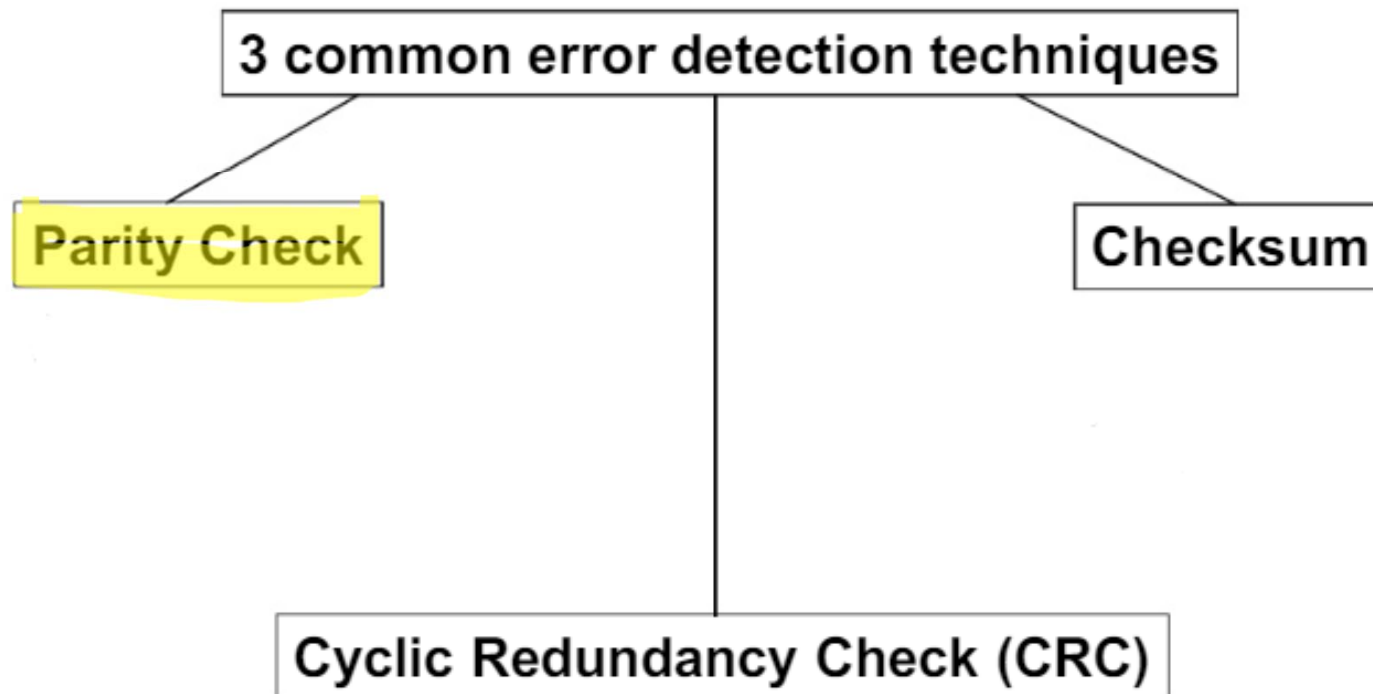 3 common error detection techniques
Parity Check
Checksum
Cyclic Redundancy Check (CRC)